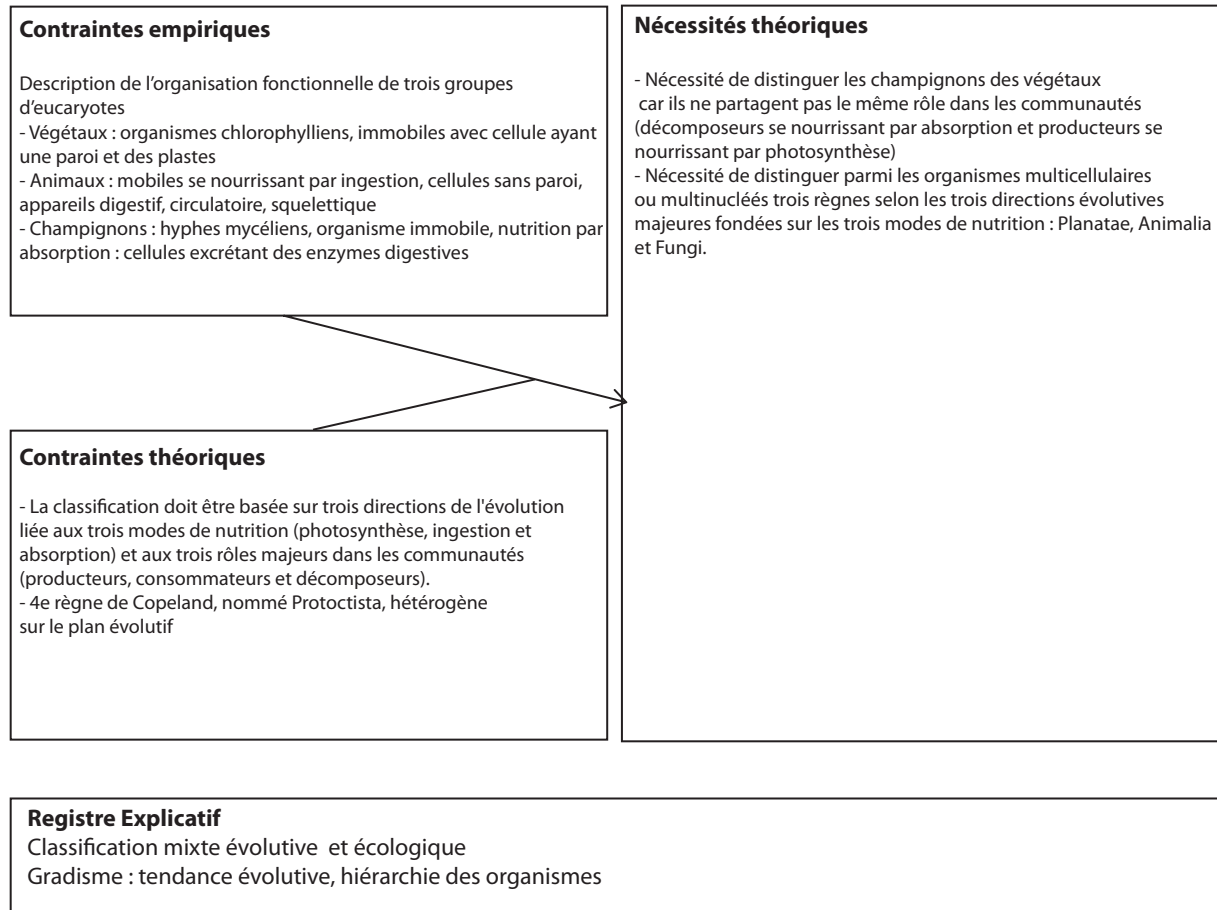 Contraintes empiriques
Description de l'organisation fonctionnelle de trois groupes
d'eucaryotes
- Végétaux : organismes chlorophylliens, immobiles avec cellule ayant
une paroi et des plastes
- Animaux : mobiles se nourrissant par ingestion, cellules sans paroi,
appareils digestif, circulatoire, squelettique
- Champignons : hyphes mycéliens, organisme immobile, nutrition par
absorption : cellules excrétant des enzymes digestives
Contraintes théoriques
- La classification doit être basée sur trois directions de l'évolution
liée aux trois modes de nutrition (photosynthèse, ingestion et
absorption) et aux trois rôles majeurs dans les communautés
(producteurs, consommateurs et décomposeurs).
- 4e règne de Copeland, nommé Protoctista, hétérogène
sur le plan évolutif
Nécessités théoriques
- Nécessité de distinguer les champignons des végétaux
car ils ne partagent pas le même rôle dans les communautés
(décomposeurs se nourrissant par absorption et producteurs se
nourrissant par photosynthèse)
- Nécessité de distinguer parmi les organismes multicellulaires
ou multinucléés trois règnes selon les trois directions évolutives
majeures fondées sur les trois modes de nutrition : Planatae, Animalia
et Fungi.
Registre Explicatif
Classification mixte évolutive et écologique
Gradisme : tendance évolutive, hiérarchie des organismes